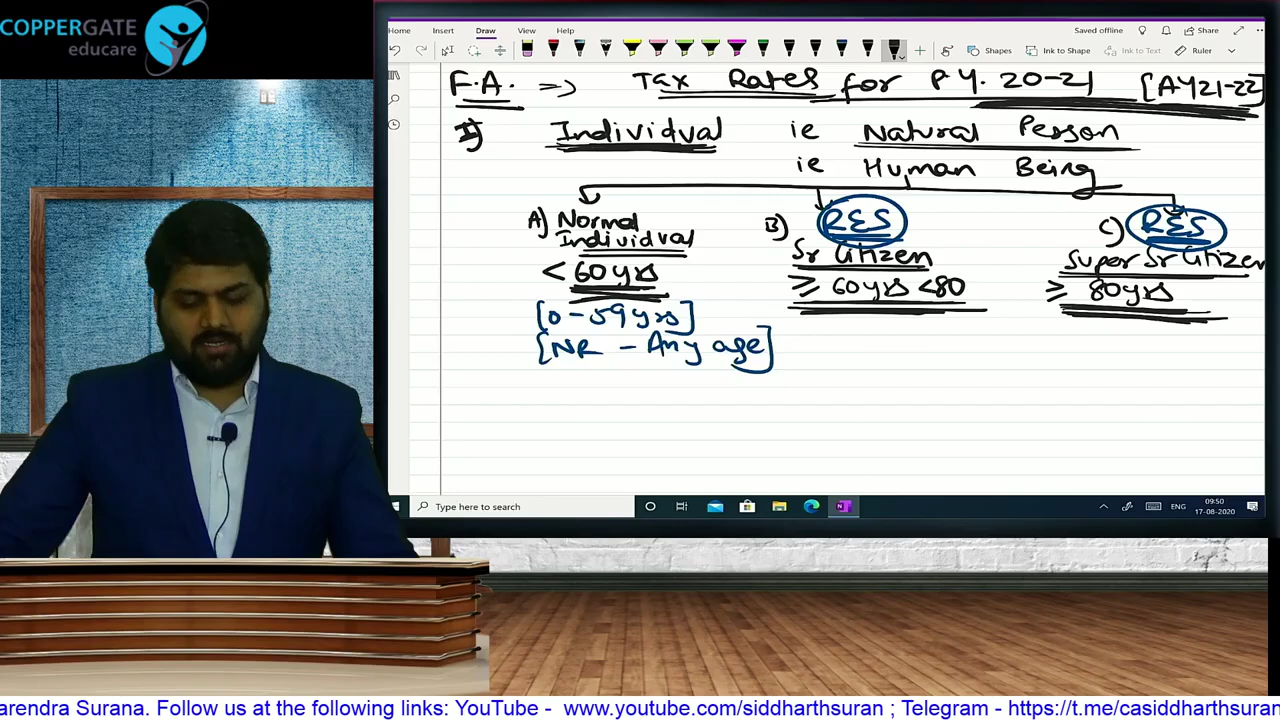 COPPERGATE
educare
Home Insert Draw View Help
Saved offline Share
Shapes Ink to Shape Ink to Text Ruler
F.A. => Tax Rates for P.Y. 20-21 [AY21-22]
I) Individual ie Natural Person
ie Human Being
A) Normal Individual
< 60yrs
[0-59yrs]
[NR - Any age]
B) RES
Sr Citizen
≥ 60yrs <80
C) RES
Super Sr Citizen
≥ 80yrs
Type here to search
ENG
09:50
17-08-2020
arendra Surana. Follow us at the following links: YouTube - www.youtube.com/siddharthsuran ; Telegram - https://t.me/casiddharthsuran